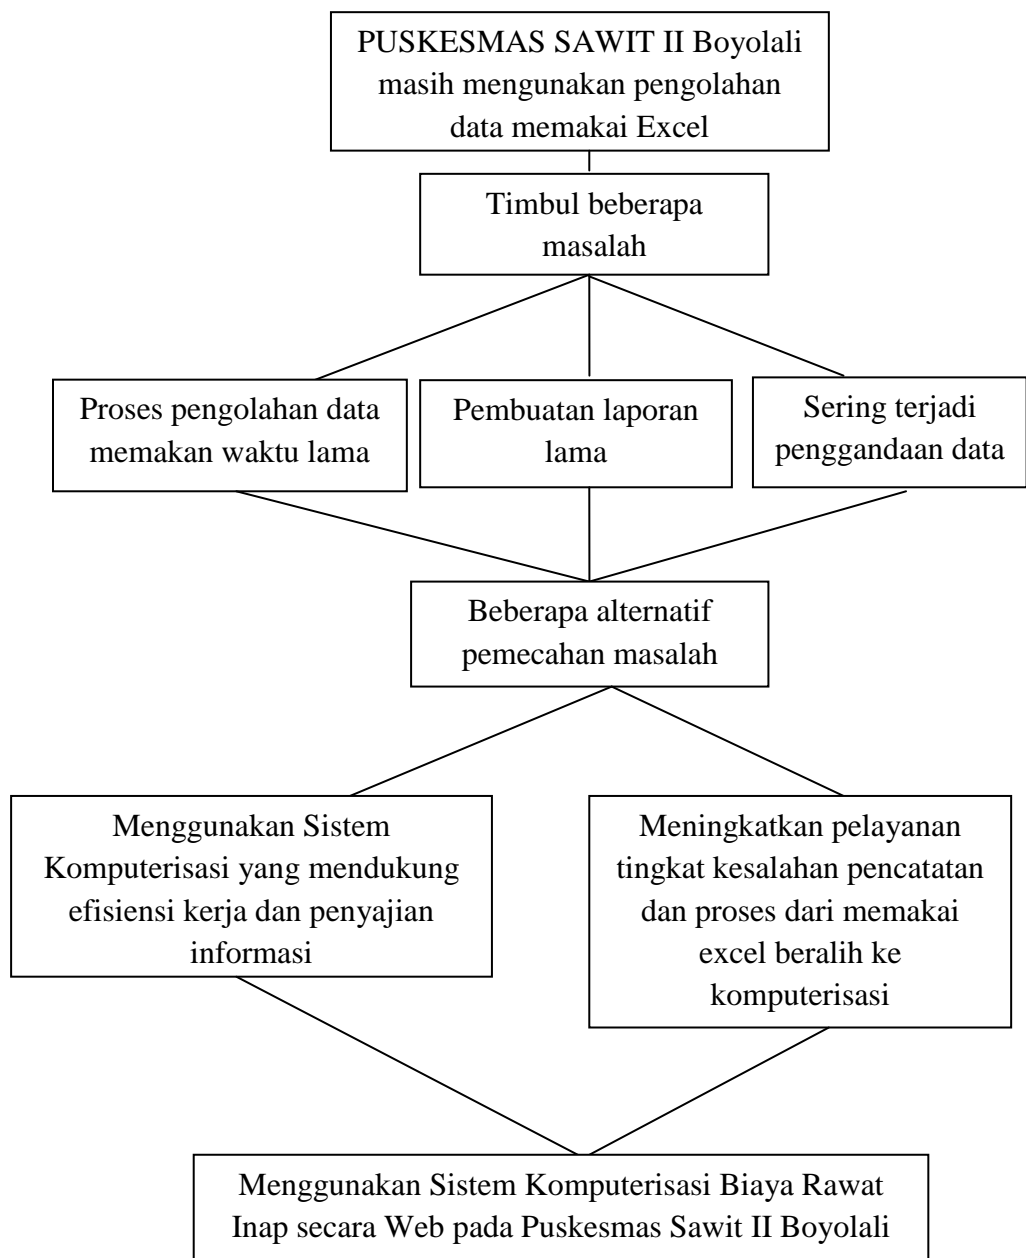 PUSKESMAS SAWIT II Boyolali
masih mengunakan pengolahan
data memakai Excel
Timbul beberapa
masalah
Proses pengolahan data
memakan waktu lama
Pembuatan laporan
lama
Sering terjadi
penggandaan data
Beberapa alternatif
pemecahan masalah
Menggunakan Sistem
Komputerisasi yang mendukung
efisiensi kerja dan penyajian
informasi
Meningkatkan pelayanan
tingkat kesalahan pencatatan
dan proses dari memakai
excel beralih ke
komputerisasi
Menggunakan Sistem Komputerisasi Biaya Rawat
Inap secara Web pada Puskesmas Sawit II Boyolali